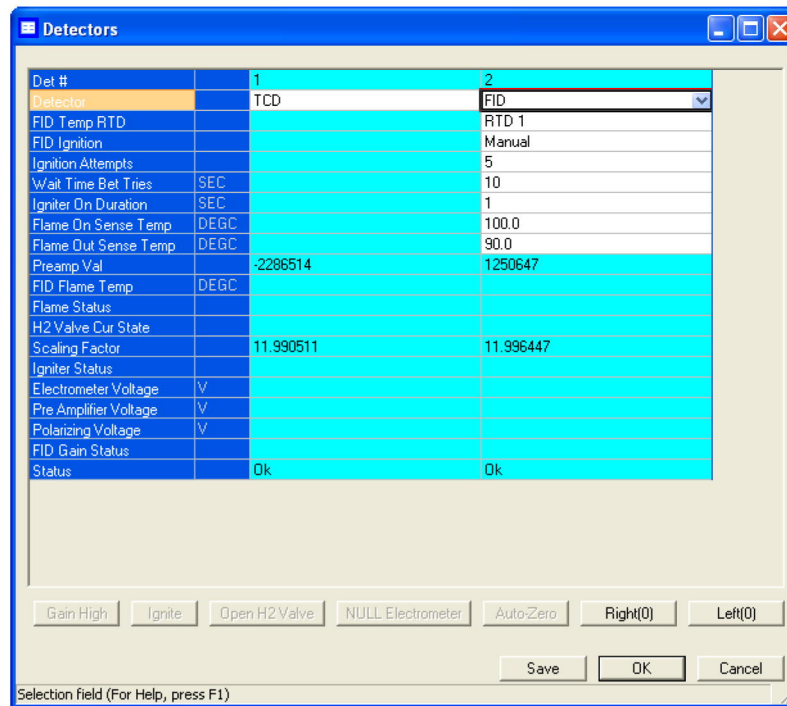 Detectors
Det # 1 2
Detector TCD FID
FID Temp RTD RTD 1
FID Ignition Manual
Ignition Attempts 5
Wait Time Bet Tries SEC 10
Igniter On Duration SEC 1
Flame On Sense Temp DEGC 100.0
Flame Out Sense Temp DEGC 90.0
Preamp Val -2286514 1250647
FID Flame Temp DEGC
Flame Status
H2 Valve Cur State
Scaling Factor 11.990511 11.996447
Igniter Status
Electrometer Voltage V
Pre Amplifier Voltage V
Polarizing Voltage V
FID Gain Status
Status Ok Ok
Gain High Ignite Open H2 Valve NULL Electrometer Auto-Zero Right(0) Left(0)
Save OK Cancel
Selection field (For Help, press F1)